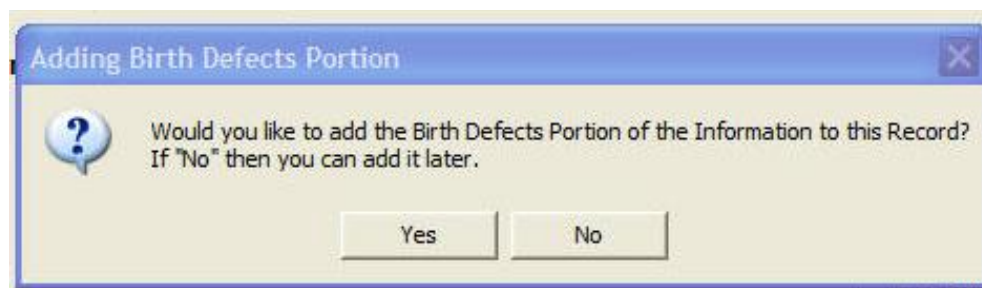 Adding Birth Defects Portion
Would you like to add the Birth Defects Portion of the Information to this Record?
If "No" then you can add it later.
Yes No